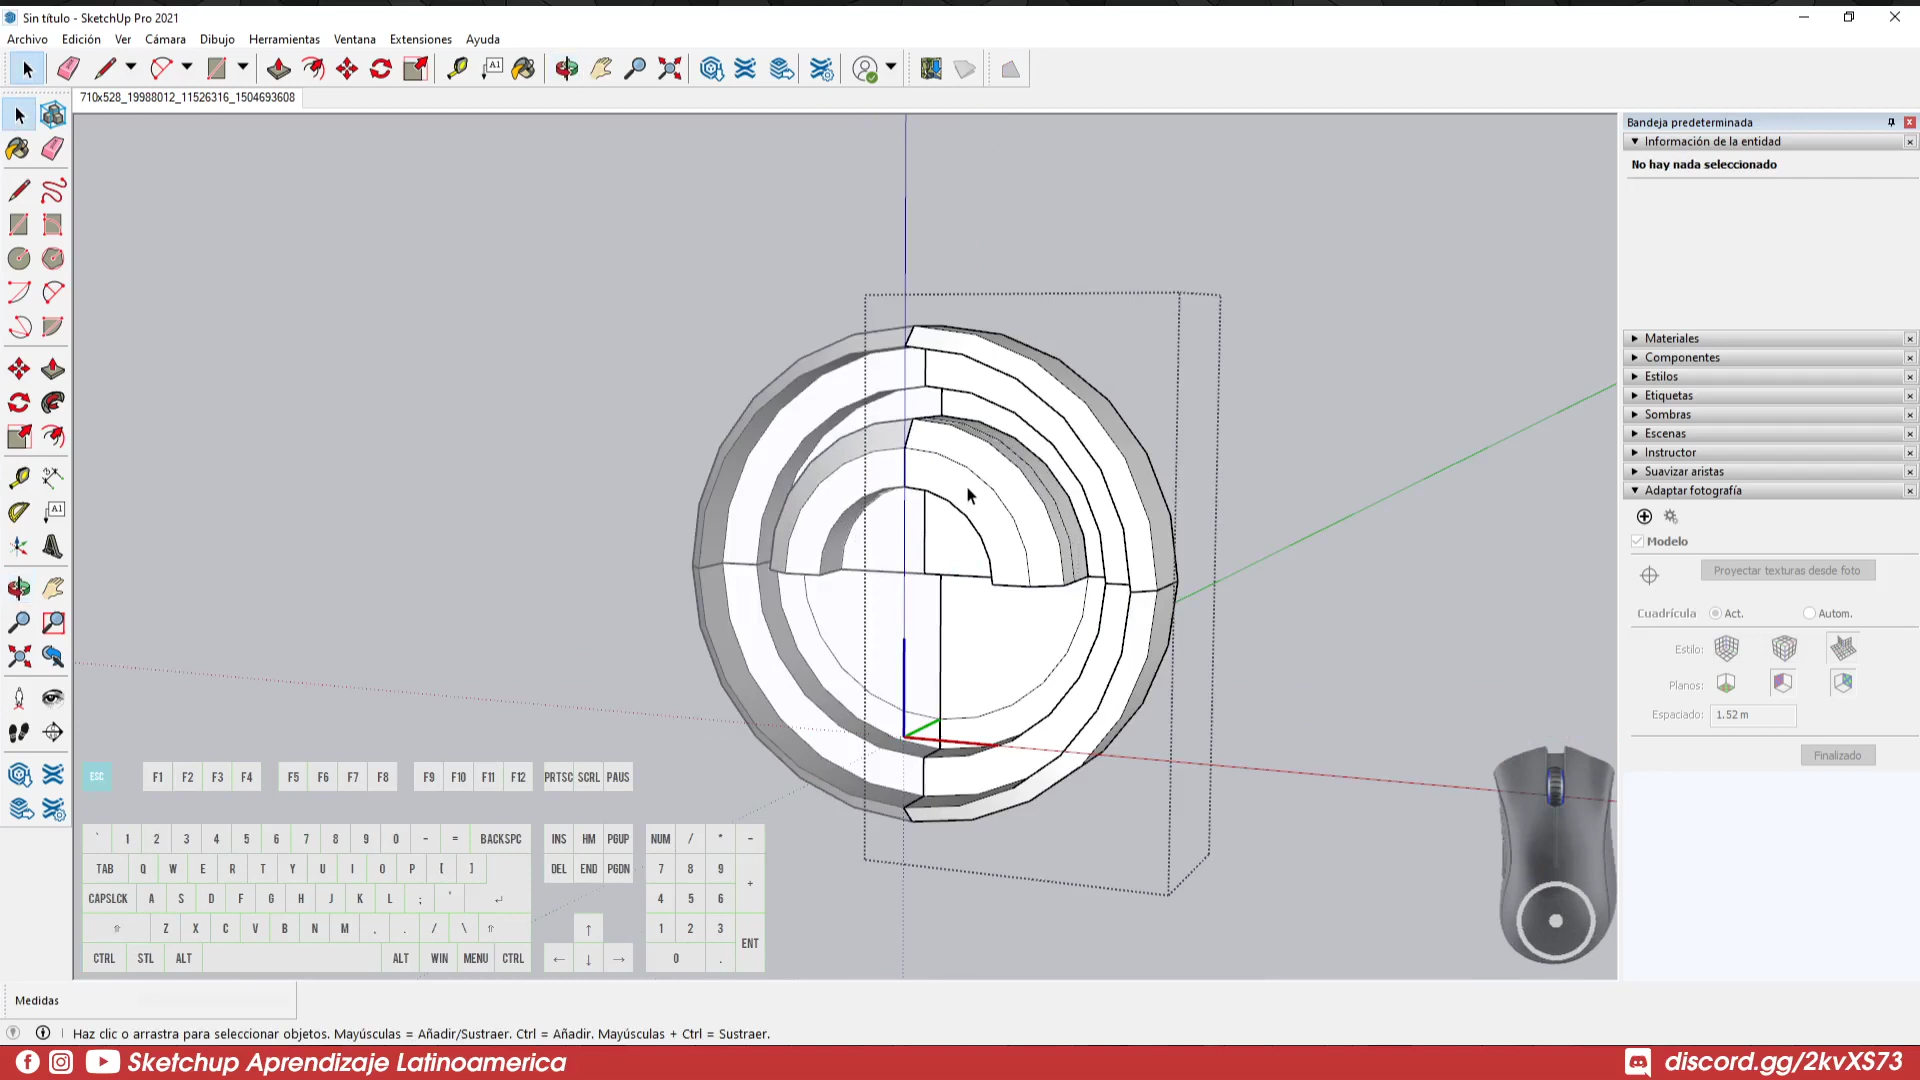 Sin título - SketchUp Pro 2021
Archivo Edición Ver Cámara Dibujo Herramientas Ventana Extensiones Ayuda
A1
710x528_19988012_11526316_1504693608
Bandeja predeterminada
Información de la entidad
No hay nada seleccionado
A1
Materiales
Componentes
Estilos
Etiquetas
Sombras
Escenas
Instructor
Suavizar aristas
Adaptar fotografía
Modelo
Proyectar texturas desde foto
Cuadrícula Act. Autom.
Estilo:
Planos:
Espaciado: 1.52 m
Finalizado
ESC F1 F2 F3 F4 F5 F6 F7 F8 F9 F10 F11 F12 PRTSC SCRL PAUS
` 1 2 3 4 5 6 7 8 9 0 - = BACKSPC INS HM PGUP NUM / * -
TAB Q W E R T Y U I O P [ ] DEL END PGDN 7 8 9 +
CAPSLCK A S D F G H J K L ; ' ↵ 4 5 6
⇧ Z X C V B N M , . / \ ⇧ ↑ 1 2 3 ENT
CTRL STL ALT ALT WIN MENU CTRL ← ↓ → 0 .
Medidas
Haz clic o arrastra para seleccionar objetos. Mayúsculas = Añadir/Sustraer. Ctrl = Añadir. Mayúsculas + Ctrl = Sustraer.
Sketchup Aprendizaje Latinoamerica
discord.gg/2kvXS73